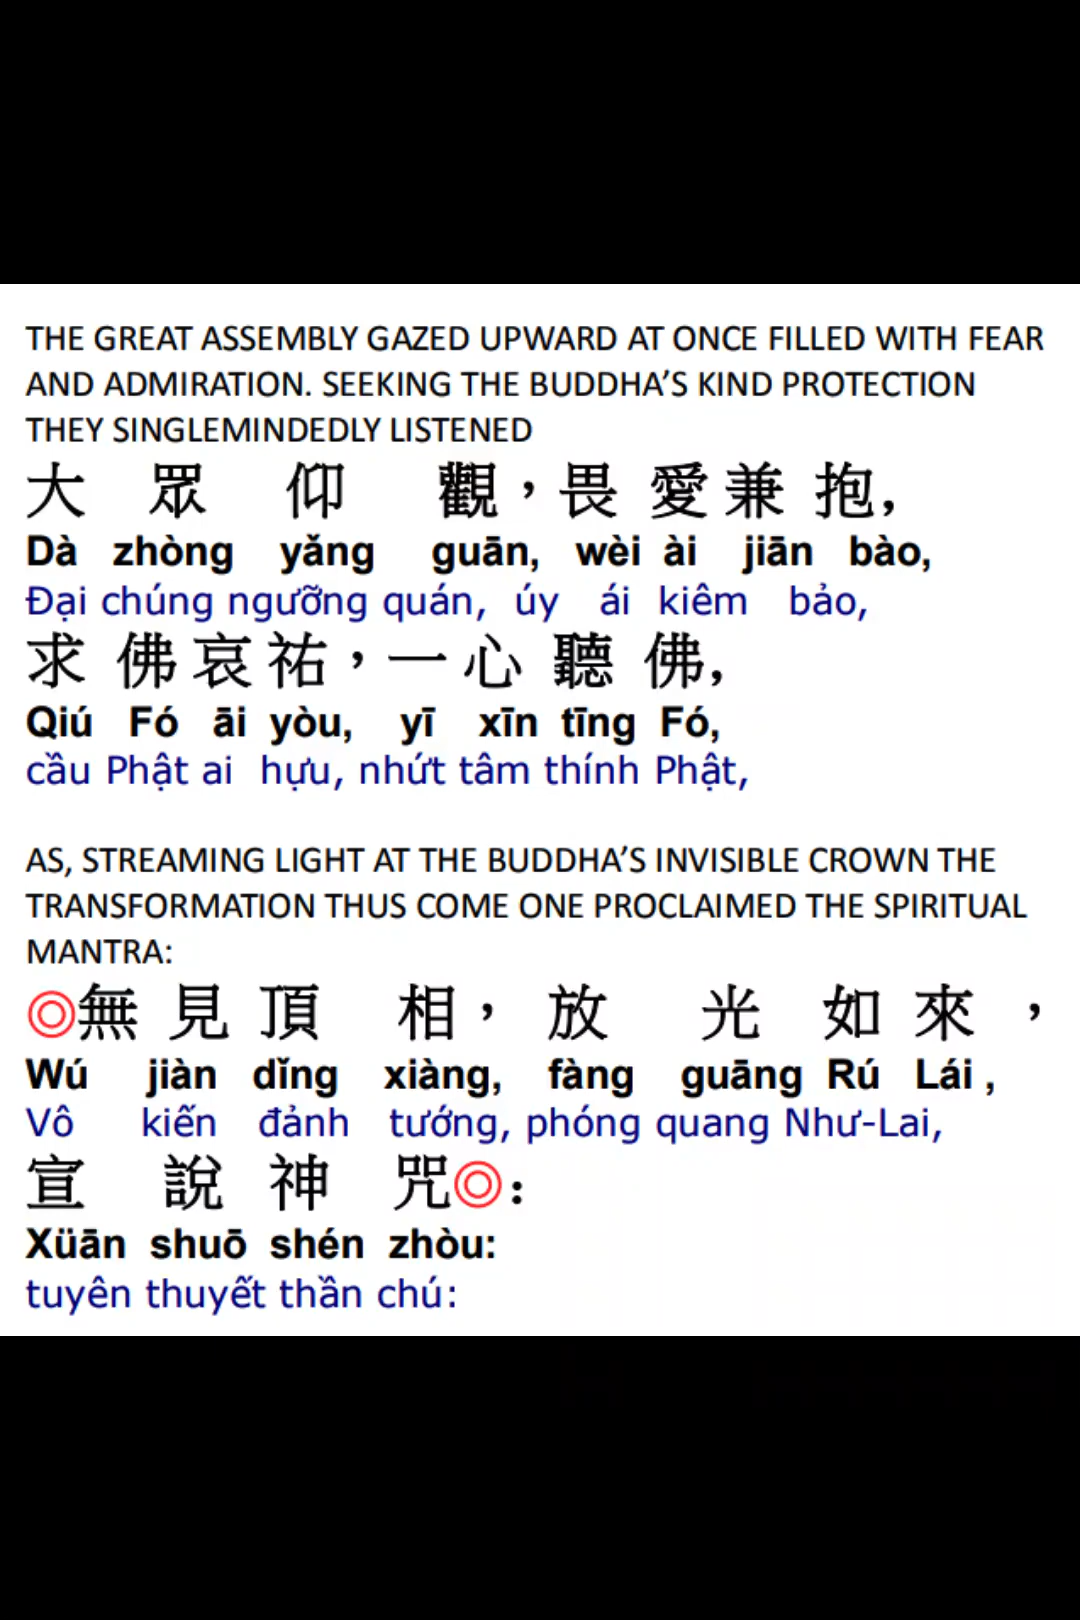 THE GREAT ASSEMBLY GAZED UPWARD AT ONCE FILLED WITH FEAR
AND ADMIRATION. SEEKING THE BUDDHA’S KIND PROTECTION
THEY SINGLEMINDEDLY LISTENED
大 眾 仰 觀，畏 愛 兼 抱,
Dà zhòng yǎng guān, wèi ài jiān bào,
Đại chúng ngưỡng quán, úy ái kiêm bảo,
求 佛 哀 祐，一 心 聽 佛,
Qiú Fó āi yòu, yī xīn tīng Fó,
cầu Phật ai hựu, nhứt tâm thính Phật,
AS, STREAMING LIGHT AT THE BUDDHA’S INVISIBLE CROWN THE
TRANSFORMATION THUS COME ONE PROCLAIMED THE SPIRITUAL
MANTRA:
◎無 見 頂 相，放 光 如 來 ，
Wú jiàn dǐng xiàng, fàng guāng Rú Lái ,
Vô kiến đảnh tướng, phóng quang Như-Lai,
宣 說 神 咒◎:
Xüān shuō shén zhòu:
tuyên thuyết thần chú: